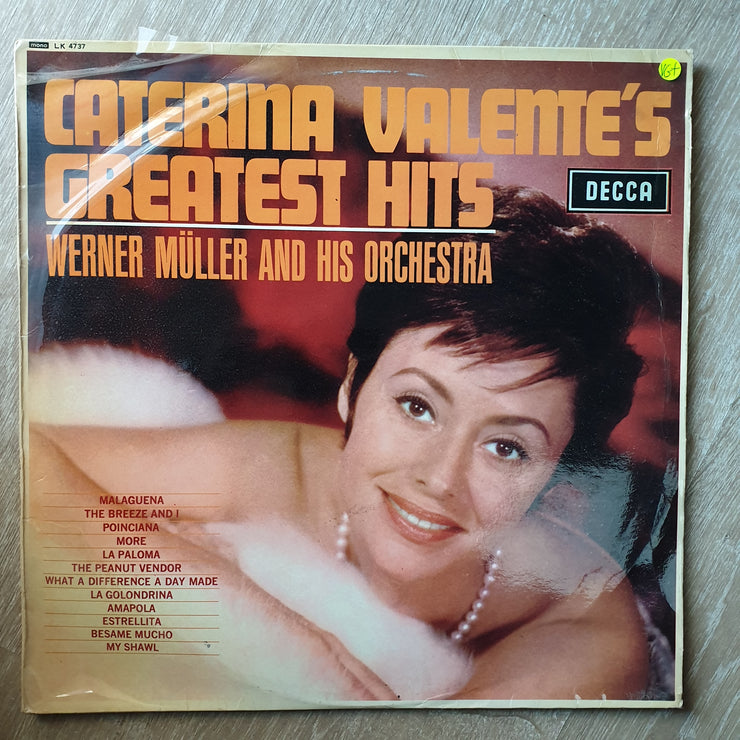 mono LK 4737
VG+
CATERINA VALENTE'S
GREATEST HITS
DECCA
WERNER MÜLLER AND HIS ORCHESTRA
MALAGUENA
THE BREEZE AND I
POINCIANA
MORE
LA PALOMA
THE PEANUT VENDOR
WHAT A DIFFERENCE A DAY MADE
LA GOLONDRINA
AMAPOLA
ESTRELLITA
BESAME MUCHO
MY SHAWL